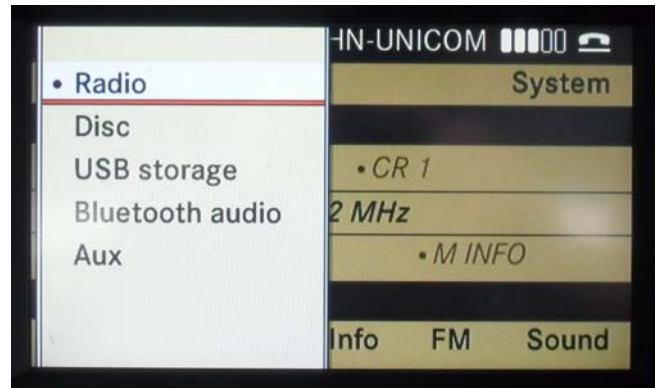 HN-UNICOM
• Radio
System
Disc
USB storage
• CR 1
Bluetooth audio
2 MHz
Aux
• M INFO
Info FM Sound